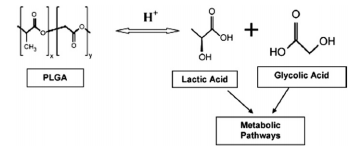 O
O
O
CH₃
x
O
y
H⁺
O
OH
OH
+
O
HO
OH
PLGA
Lactic Acid
Glycolic Acid
Metabolic
Pathways